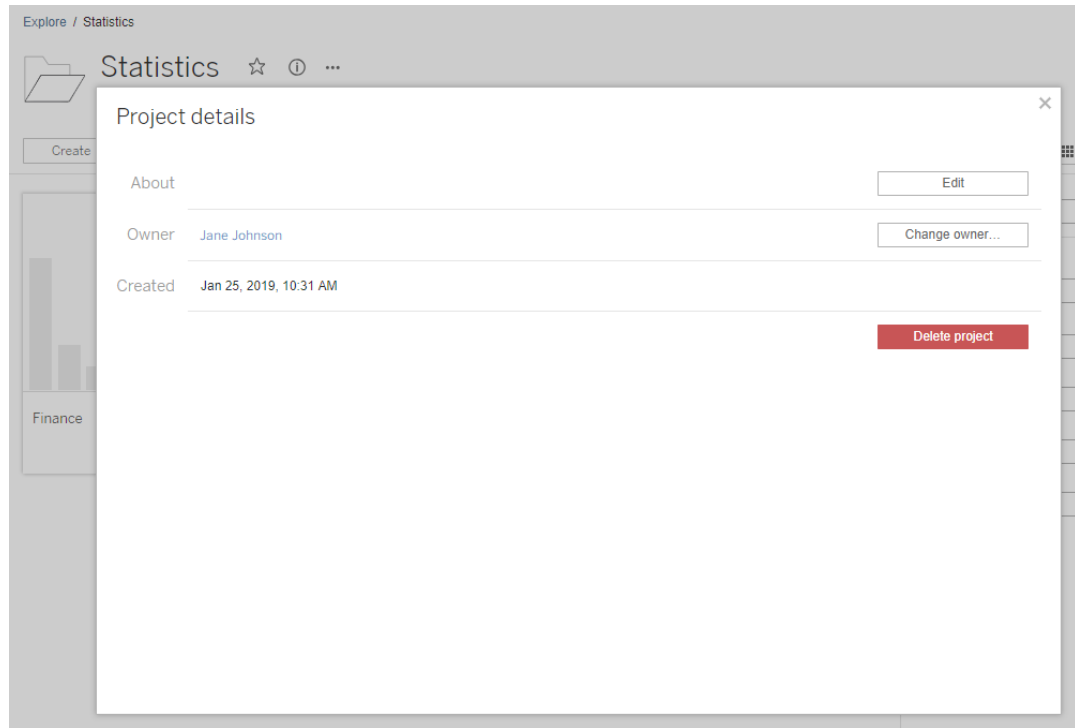 Explore / Statistics
Statistics
Project details
Create
About
Edit
Owner Jane Johnson
Change owner...
Created Jan 25, 2019, 10:31 AM
Delete project
Finance